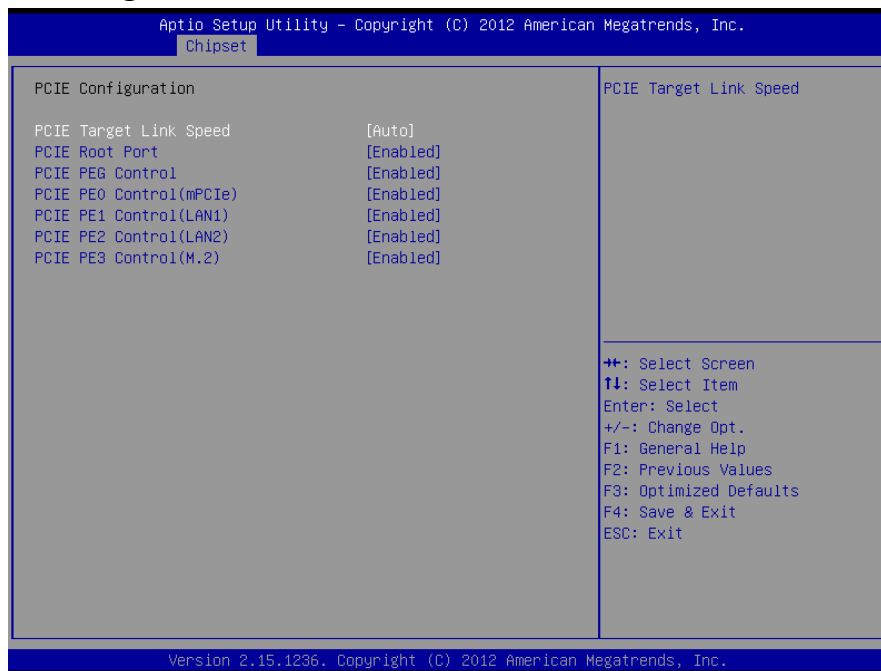 Aptio Setup Utility – Copyright (C) 2012 American Megatrends, Inc.
Chipset
PCIE Configuration
PCIE Target Link Speed [Auto]
PCIE Root Port [Enabled]
PCIE PEG Control [Enabled]
PCIE PE0 Control(mPCIe) [Enabled]
PCIE PE1 Control(LAN1) [Enabled]
PCIE PE2 Control(LAN2) [Enabled]
PCIE PE3 Control(M.2) [Enabled]
PCIE Target Link Speed
→←: Select Screen
↑↓: Select Item
Enter: Select
+/-: Change Opt.
F1: General Help
F2: Previous Values
F3: Optimized Defaults
F4: Save & Exit
ESC: Exit
Version 2.15.1236. Copyright (C) 2012 American Megatrends, Inc.